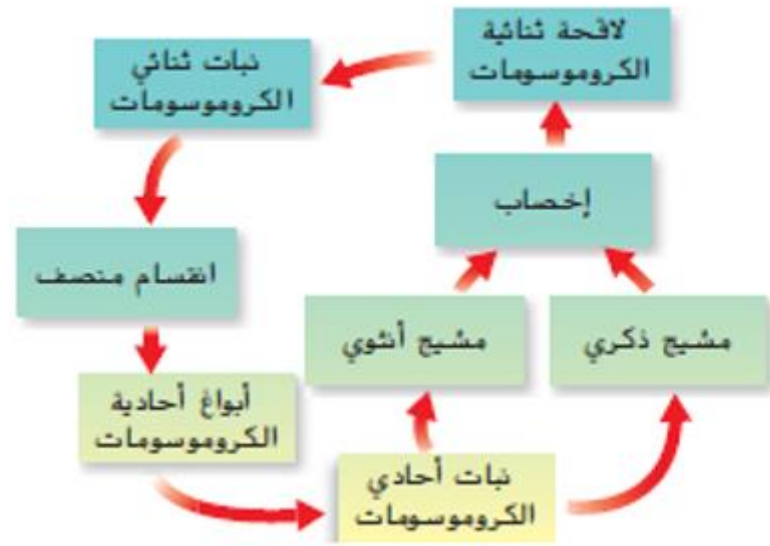 لاقحة ثنائية
الكروموسومات
نبات ثنائي
الكروموسومات
إخصاب
انقسام منصف
مشيج ذكري
مشيج أنثوي
أبواغ أحادية
الكروموسومات
نبات أحادي
الكروموسومات